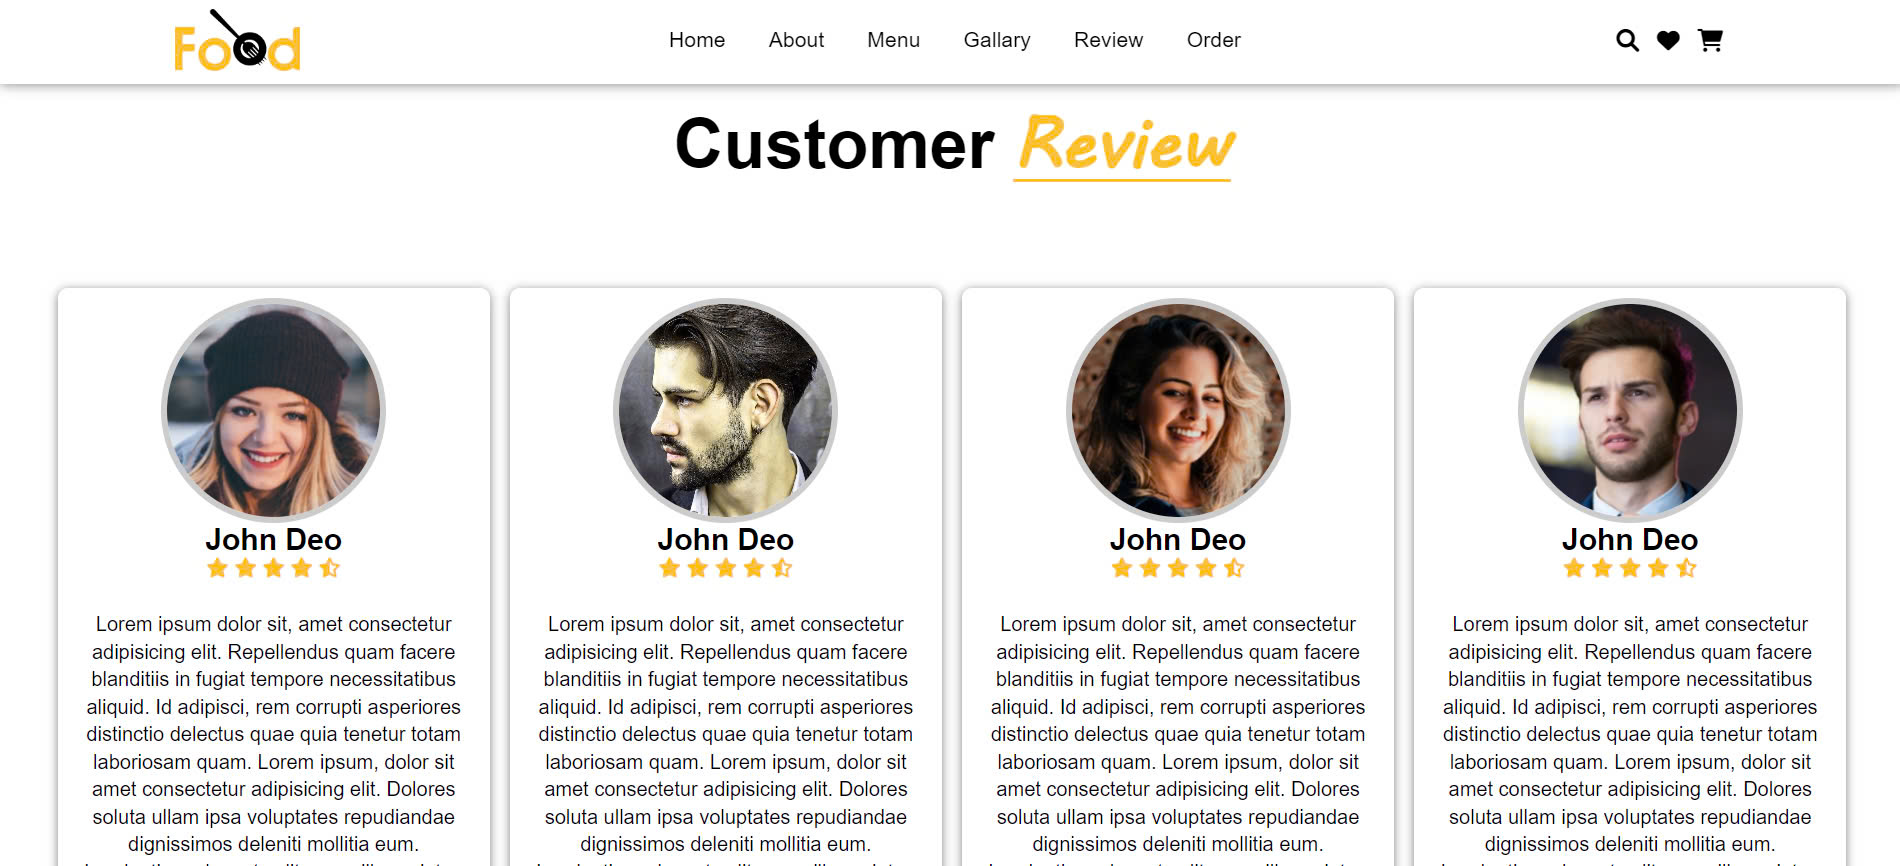 Food
Home About Menu Gallary Review Order
Customer Review
John Deo
Lorem ipsum dolor sit, amet consectetur
adipisicing elit. Repellendus quam facere
blanditiis in fugiat tempore necessitatibus
aliquid. Id adipisci, rem corrupti asperiores
distinctio delectus quae quia tenetur totam
laboriosam quam. Lorem ipsum, dolor sit
amet consectetur adipisicing elit. Dolores
soluta ullam ipsa voluptates repudiandae
dignissimos deleniti mollitia eum.
John Deo
Lorem ipsum dolor sit, amet consectetur
adipisicing elit. Repellendus quam facere
blanditiis in fugiat tempore necessitatibus
aliquid. Id adipisci, rem corrupti asperiores
distinctio delectus quae quia tenetur totam
laboriosam quam. Lorem ipsum, dolor sit
amet consectetur adipisicing elit. Dolores
soluta ullam ipsa voluptates repudiandae
dignissimos deleniti mollitia eum.
John Deo
Lorem ipsum dolor sit, amet consectetur
adipisicing elit. Repellendus quam facere
blanditiis in fugiat tempore necessitatibus
aliquid. Id adipisci, rem corrupti asperiores
distinctio delectus quae quia tenetur totam
laboriosam quam. Lorem ipsum, dolor sit
amet consectetur adipisicing elit. Dolores
soluta ullam ipsa voluptates repudiandae
dignissimos deleniti mollitia eum.
John Deo
Lorem ipsum dolor sit, amet consectetur
adipisicing elit. Repellendus quam facere
blanditiis in fugiat tempore necessitatibus
aliquid. Id adipisci, rem corrupti asperiores
distinctio delectus quae quia tenetur totam
laboriosam quam. Lorem ipsum, dolor sit
amet consectetur adipisicing elit. Dolores
soluta ullam ipsa voluptates repudiandae
dignissimos deleniti mollitia eum.